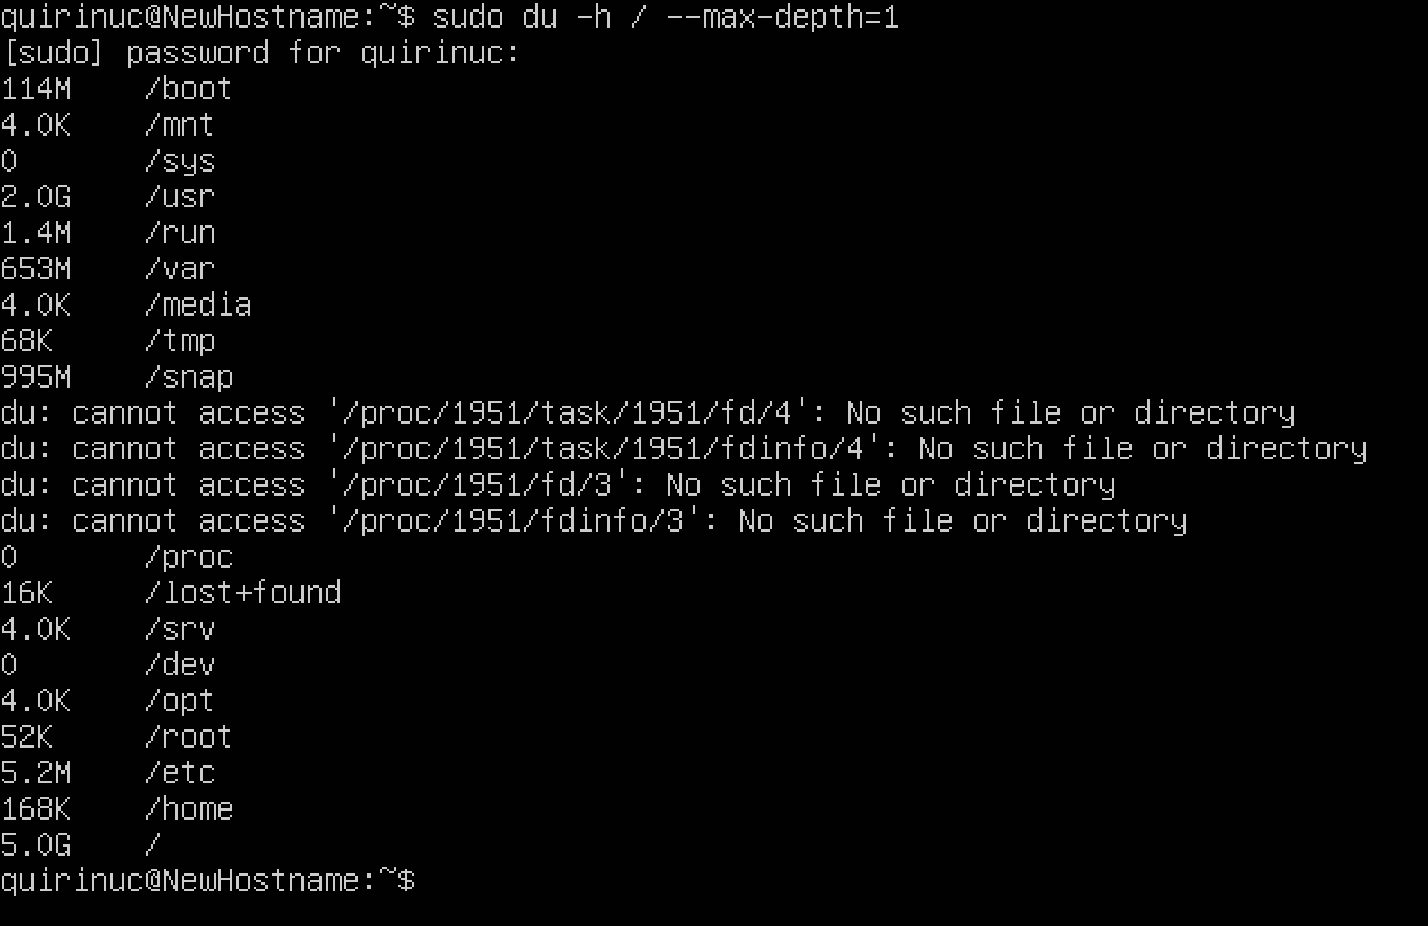 quirinuc@NewHostname:~$ sudo du -h / --max-depth=1
[sudo] password for quirinuc:
114M    /boot
4.0K    /mnt
0       /sys
2.0G    /usr
1.4M    /run
653M    /var
4.0K    /media
68K     /tmp
995M    /snap
du: cannot access '/proc/1951/task/1951/fd/4': No such file or directory
du: cannot access '/proc/1951/task/1951/fdinfo/4': No such file or directory
du: cannot access '/proc/1951/fd/3': No such file or directory
du: cannot access '/proc/1951/fdinfo/3': No such file or directory
0       /proc
16K     /lost+found
4.0K    /srv
0       /dev
4.0K    /opt
52K     /root
5.2M    /etc
168K    /home
5.0G    /
quirinuc@NewHostname:~$